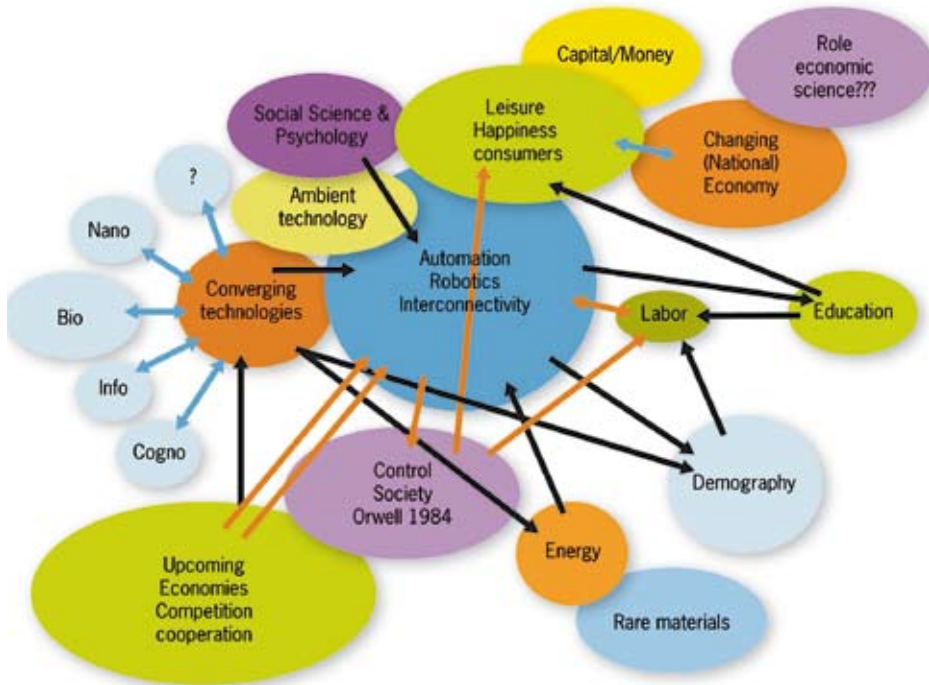 Capital/Money
Role
economic
science???
Social Science &
Psychology
Leisure
Happiness
consumers
Changing
(National)
Economy
?
Ambient
technology
Nano
Automation
Robotics
Interconnectivity
Converging
technologies
Bio
Labor
Education
Info
Cogno
Control
Society
Orwell 1984
Demography
Energy
Upcoming
Economies
Competition
cooperation
Rare materials